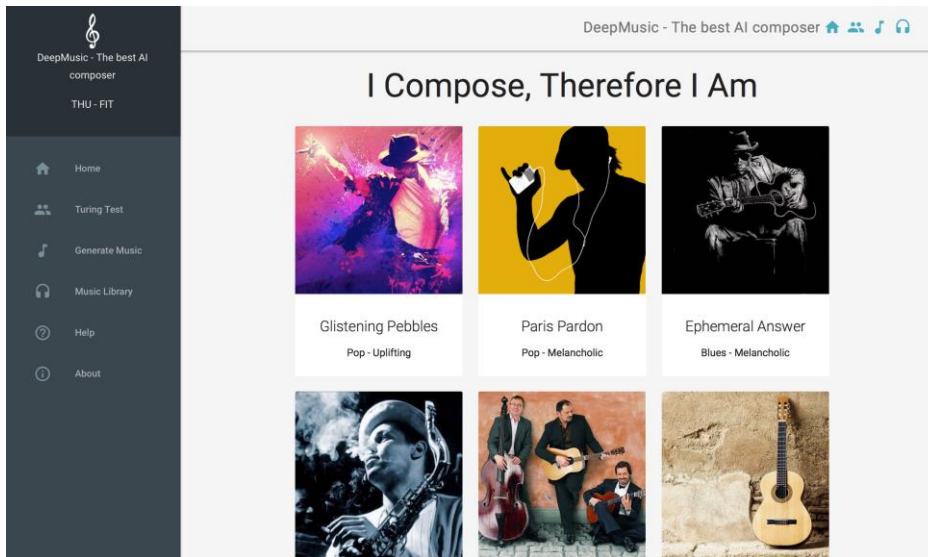 DeepMusic - The best AI
composer
THU - FIT
Home
Turing Test
Generate Music
Music Library
Help
About
DeepMusic - The best AI composer
I Compose, Therefore I Am
Glistening Pebbles
Pop - Uplifting
Paris Pardon
Pop - Melancholic
Ephemeral Answer
Blues - Melancholic